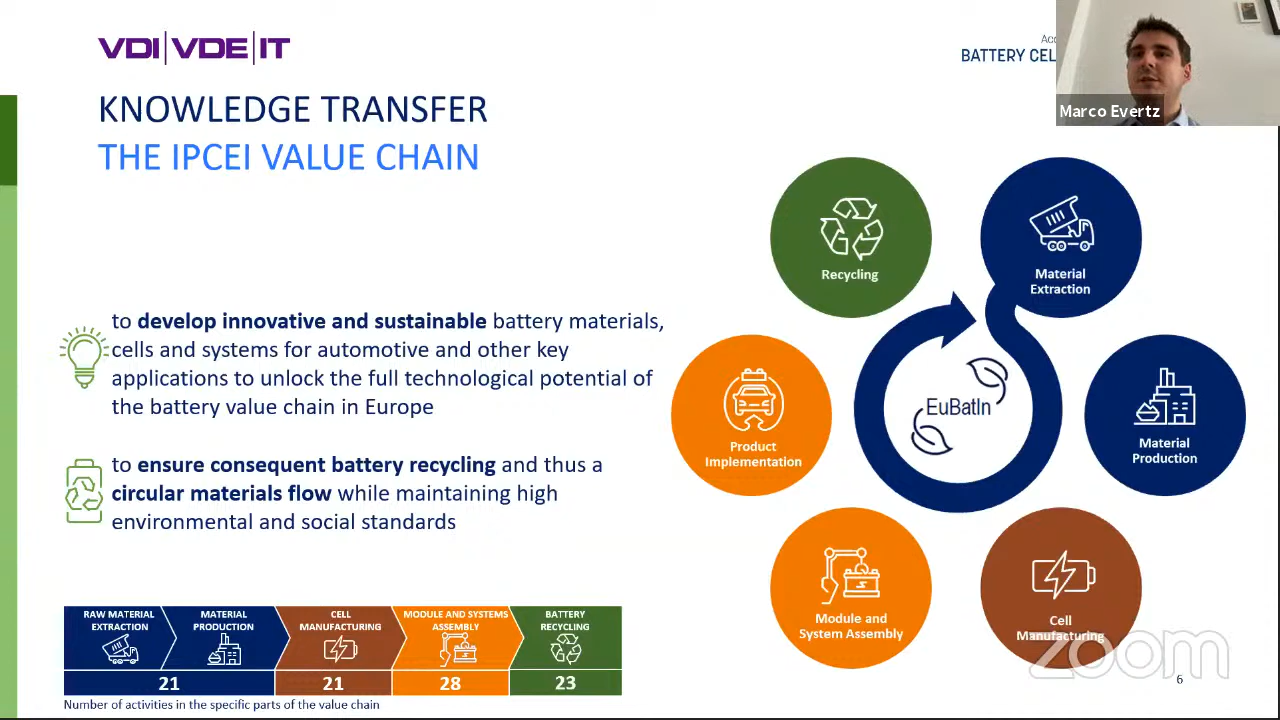 VDI|VDE|IT
BATTERY CEL
Marco Evertz
KNOWLEDGE TRANSFER
THE IPCEI VALUE CHAIN
to develop innovative and sustainable battery materials,
cells and systems for automotive and other key
applications to unlock the full technological potential of
the battery value chain in Europe
to ensure consequent battery recycling and thus a
circular materials flow while maintaining high
environmental and social standards
Recycling
Material
Extraction
Product
Implementation
EuBatIn
Material
Production
Module and
System Assembly
Cell
Manufacturing
RAW MATERIAL
EXTRACTION
MATERIAL
PRODUCTION
CELL
MANUFACTURING
MODULE AND SYSTEMS
ASSEMBLY
BATTERY
RECYCLING
21
21
28
23
Number of activities in the specific parts of the value chain
zoom
6